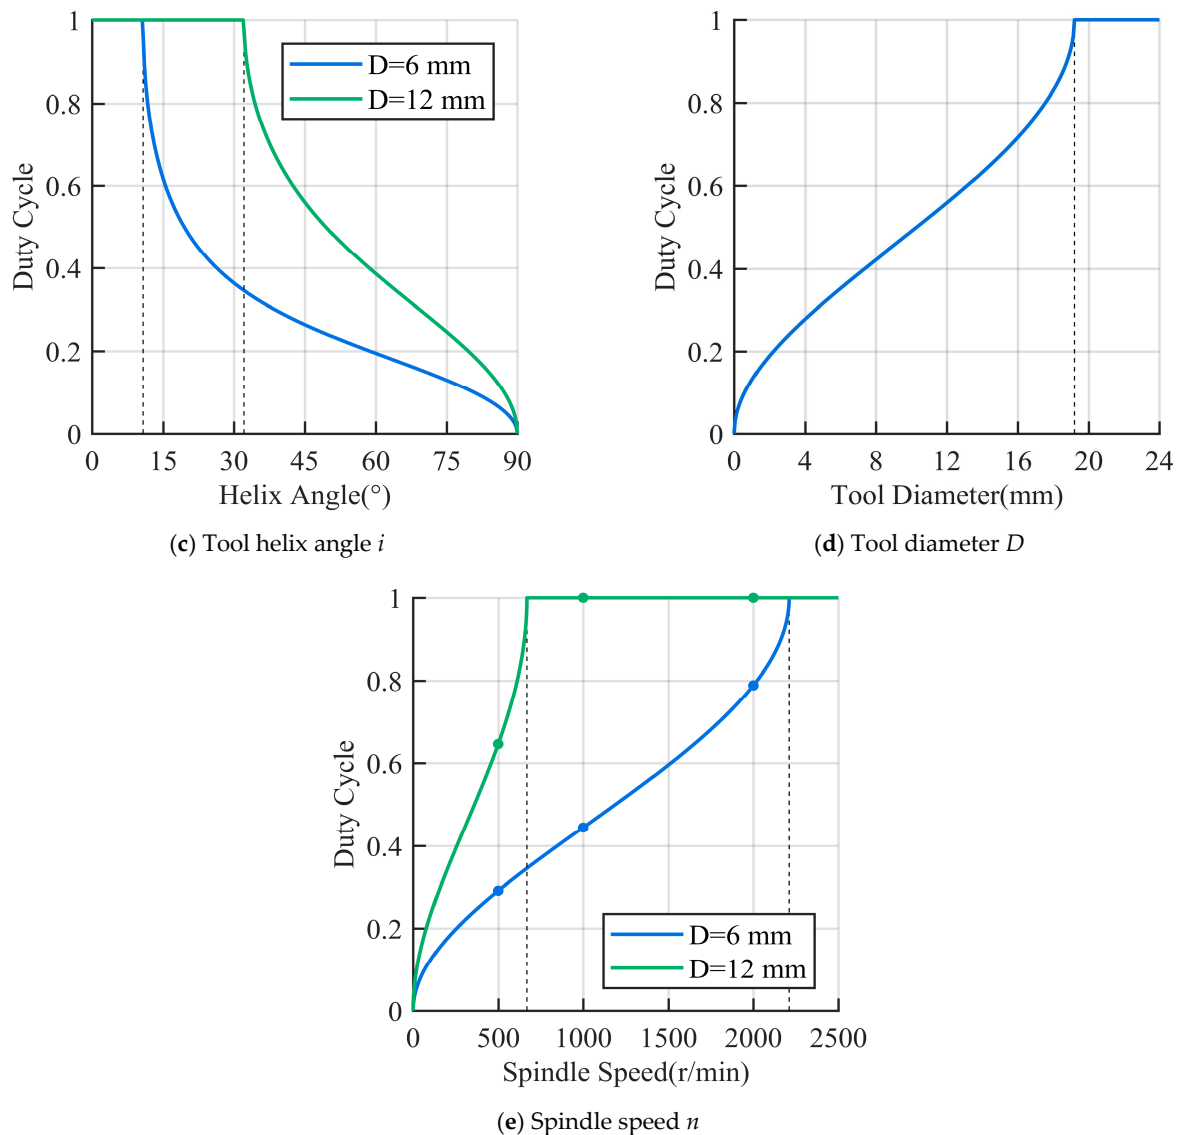 1
0.8
0.6
0.4
0.2
0
Duty Cycle
D=6 mm
D=12 mm
0 15 30 45 60 75 90
Helix Angle(°)
(c) Tool helix angle i
1
0.8
0.6
0.4
0.2
0
Duty Cycle
0 4 8 12 16 20 24
Tool Diameter(mm)
(d) Tool diameter D
1
0.8
0.6
0.4
0.2
0
Duty Cycle
D=6 mm
D=12 mm
0 500 1000 1500 2000 2500
Spindle Speed(r/min)
(e) Spindle speed n